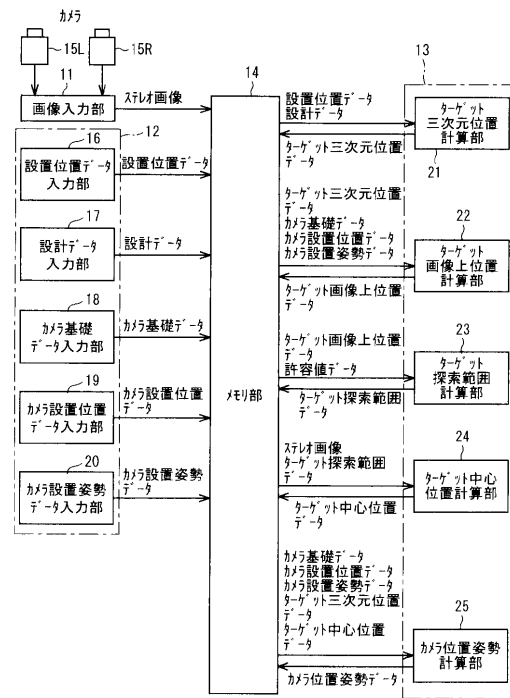 カメラ
15L
15R
11
画像入力部
ステレオ画像
12
16
設置位置データ
入力部
設置位置データ
17
設計データ
入力部
設計データ
18
カメラ基礎
データ入力部
カメラ基礎データ
19
カメラ設置位置
データ入力部
カメラ設置位置
データ
20
カメラ設置姿勢
データ入力部
カメラ設置姿勢
データ
14
メモリ部
13
設置位置データ
設計データ
ターゲット三次元位置
データ
ターゲット
三次元位置
計算部
21
ターゲット三次元位置
データ
カメラ基礎データ
カメラ設置位置データ
カメラ設置姿勢データ
ターゲット画像上位置
データ
22
ターゲット
画像上位置
計算部
ターゲット画像上位置
データ
許容値データ
ターゲット探索範囲
データ
23
ターゲット
探索範囲
計算部
ステレオ画像
ターゲット探索範囲
データ
ターゲット中心位置
データ
24
ターゲット中心
位置計算部
カメラ基礎データ
カメラ設置位置データ
カメラ設置姿勢データ
ターゲット三次元位置
データ
ターゲット中心位置
データ
カメラ位置姿勢データ
25
カメラ位置姿勢
計算部